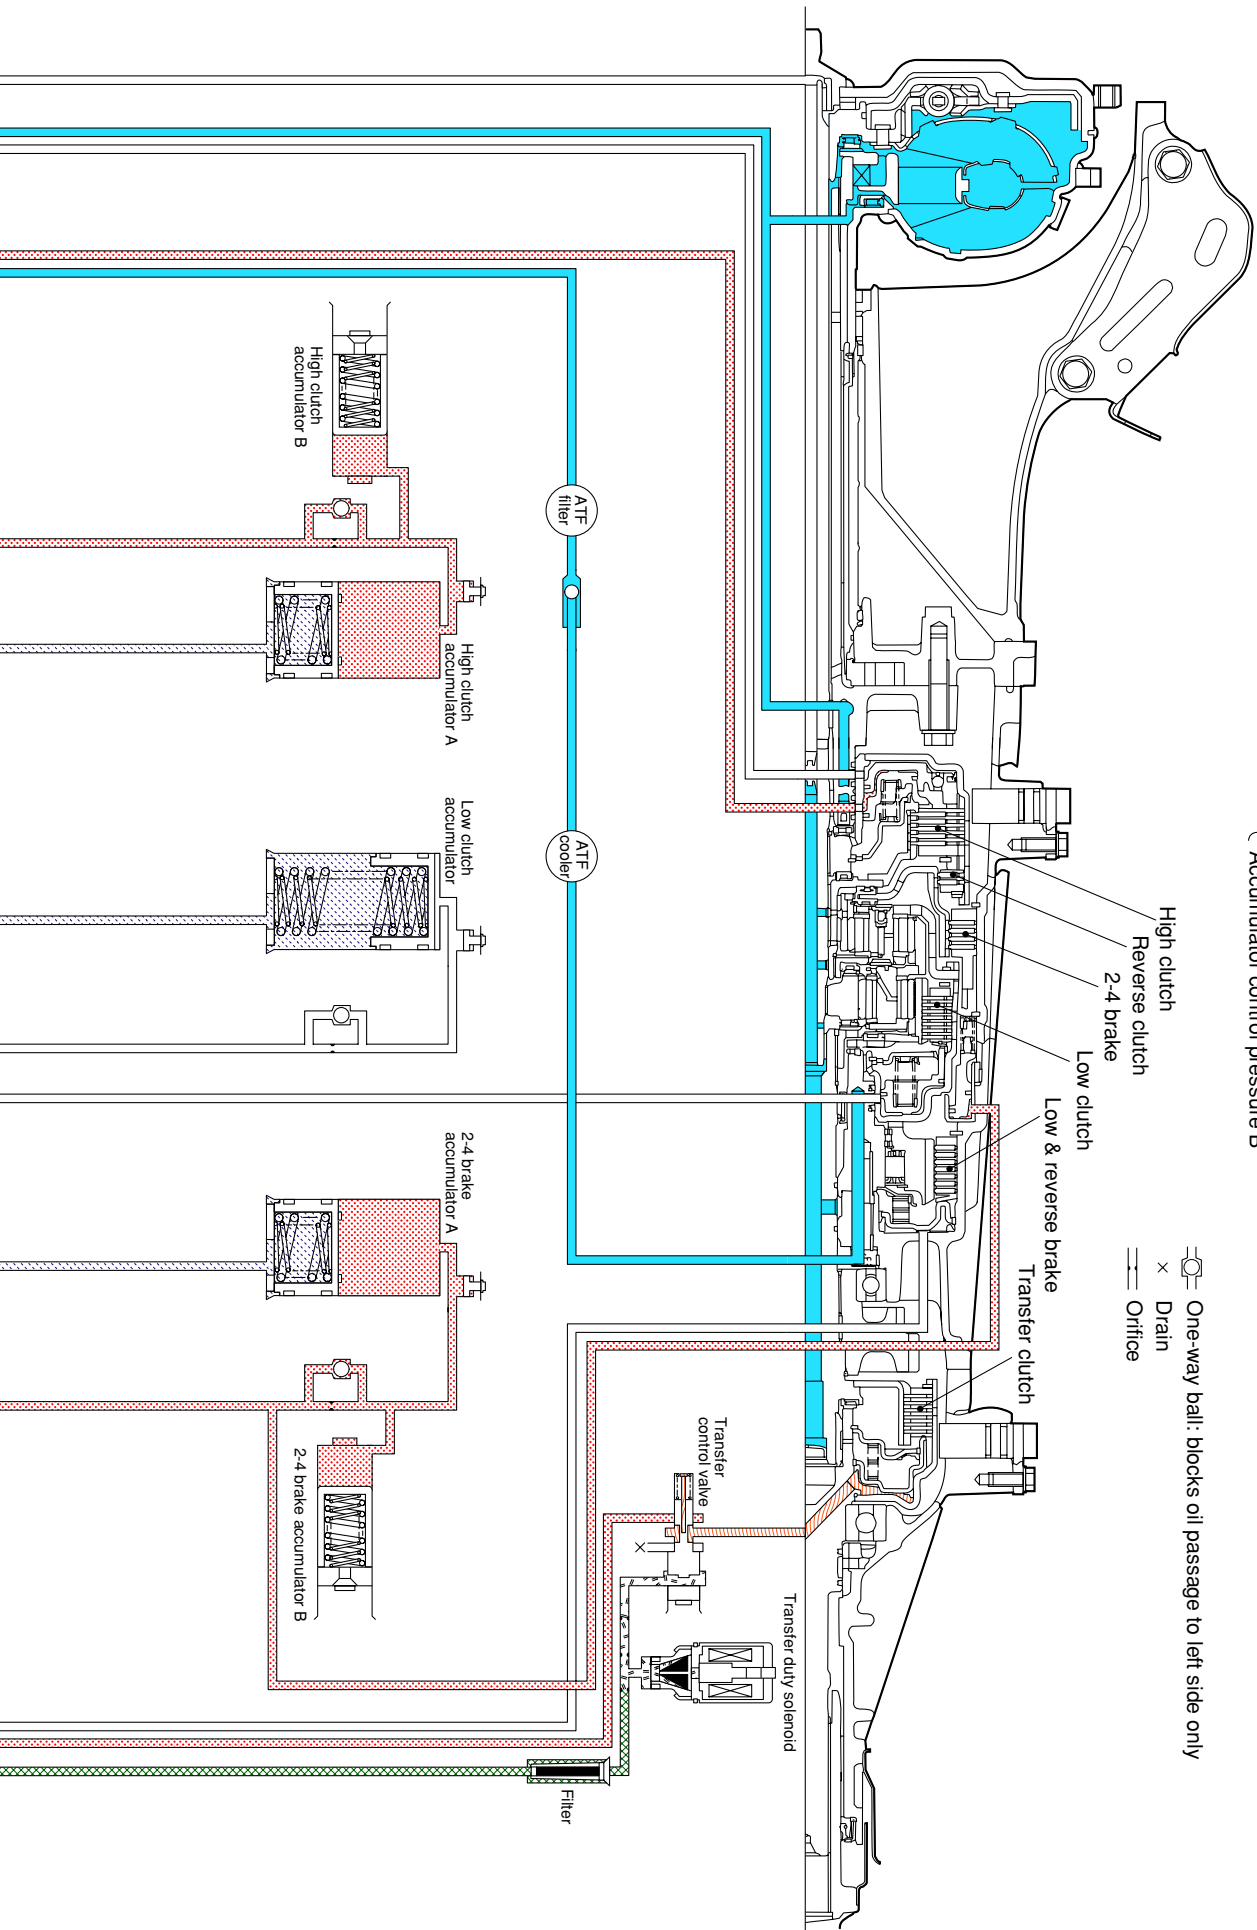 Accumulator control pressure B
One-way ball: blocks oil passage to left side only
Drain
Orifice
High clutch
Reverse clutch
2-4 brake
Low clutch
Low & reverse brake
Transfer clutch
ATF
filter
ATF
cooler
High clutch
accumulator B
High clutch
accumulator A
Low clutch
accumulator
2-4 brake
accumulator A
2-4 brake accumulator B
Transfer
control valve
Transfer duty solenoid
Filter